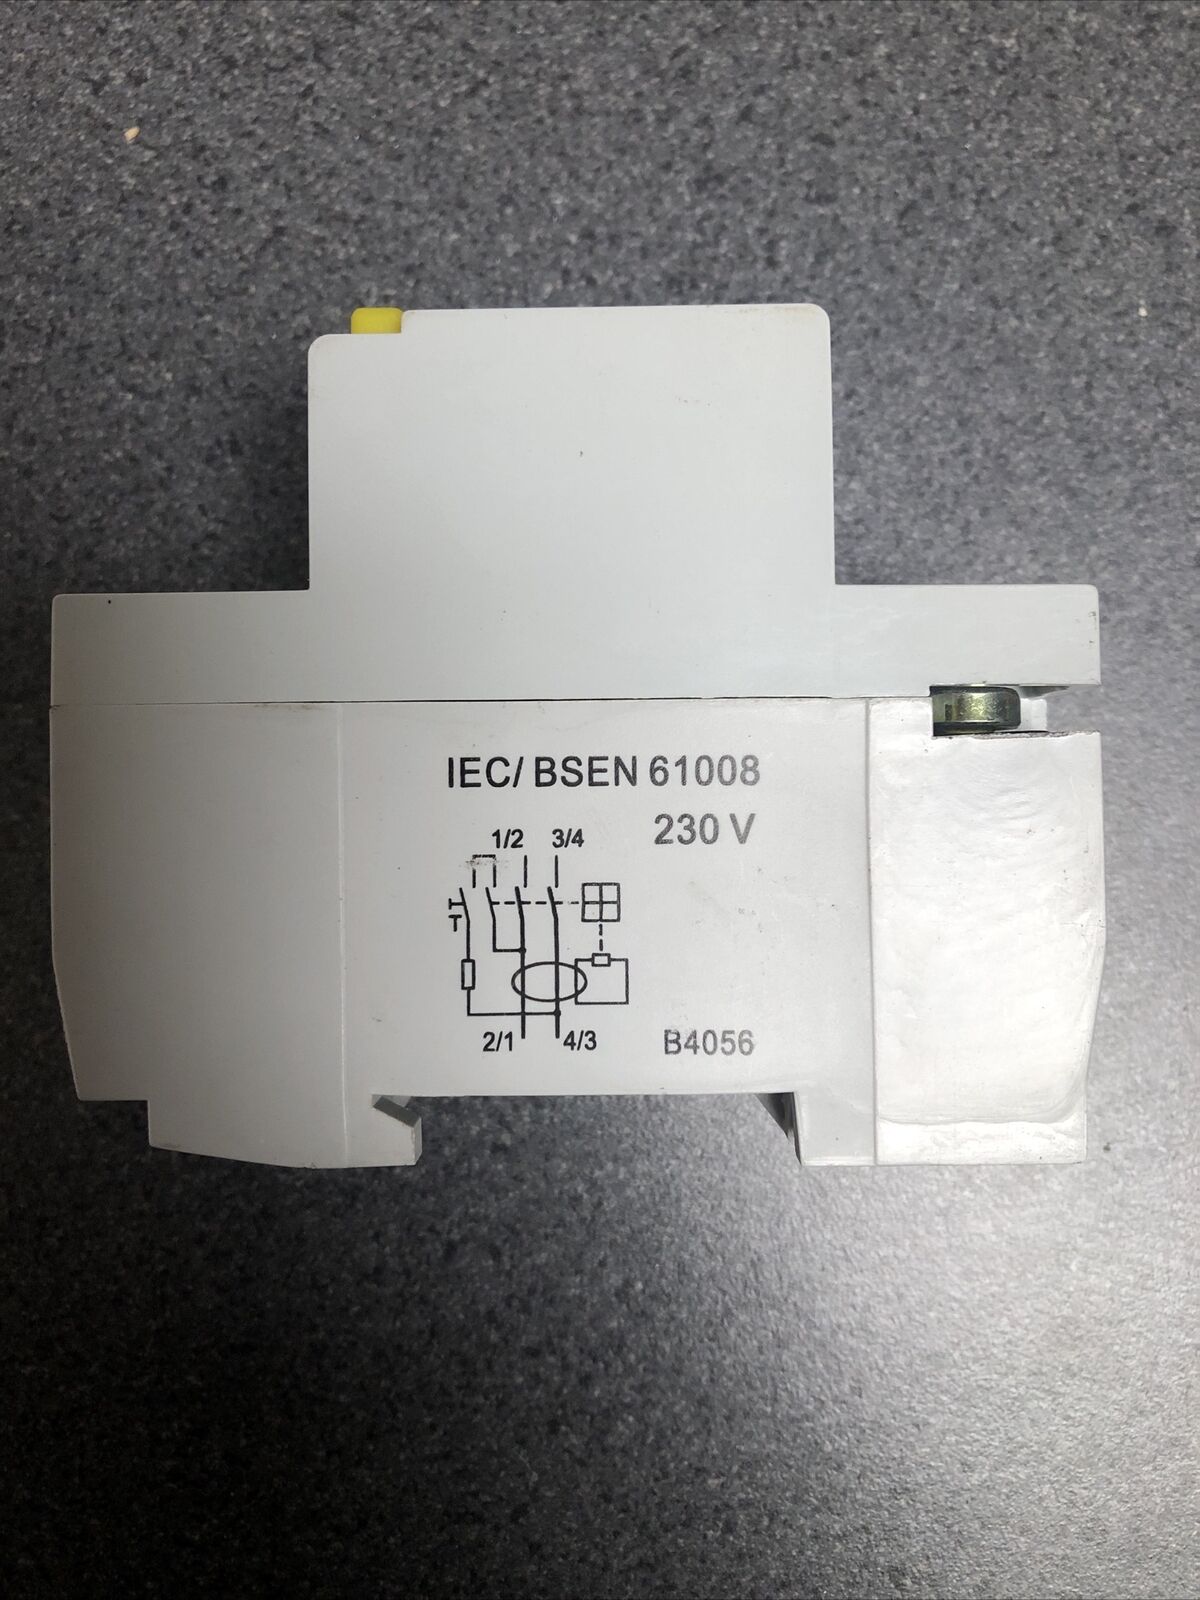 IEC/ BSEN 61008
230 V
1/2 3/4
T
2/1 4/3
B4056